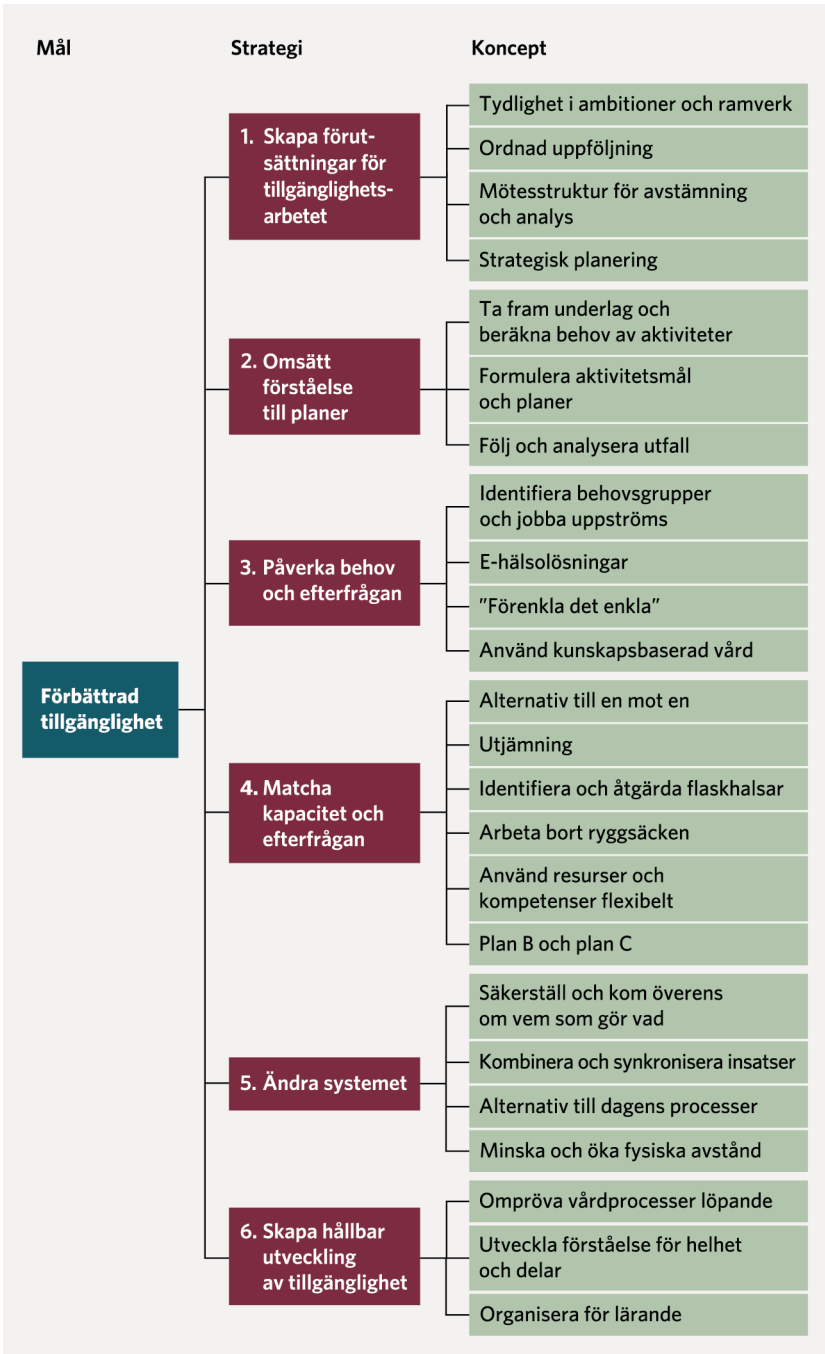 Mål
Strategi
Koncept
Förbättrad
tillgänglighet
1. Skapa förut-
sättningar för
tillgänglighets-
arbetet
Tydlighet i ambitioner och ramverk
Ordnad uppföljning
Mötesstruktur för avstämning
och analys
Strategisk planering
2. Omsätt
förståelse
till planer
Ta fram underlag och
beräkna behov av aktiviteter
Formulera aktivitetsmål
och planer
Följ och analysera utfall
3. Påverka behov
och efterfrågan
Identifiera behovsgrupper
och jobba uppströms
E-hälsolösningar
”Förenkla det enkla”
Använd kunskapsbaserad vård
4. Matcha
kapacitet och
efterfrågan
Alternativ till en mot en
Utjämning
Identifiera och åtgärda flaskhalsar
Arbeta bort ryggsäcken
Använd resurser och
kompetenser flexibelt
Plan B och plan C
5. Ändra systemet
Säkerställ och kom överens
om vem som gör vad
Kombinera och synkronisera insatser
Alternativ till dagens processer
Minska och öka fysiska avstånd
6. Skapa hållbar
utveckling
av tillgänglighet
Ompröva vårdprocesser löpande
Utveckla förståelse för helhet
och delar
Organisera för lärande